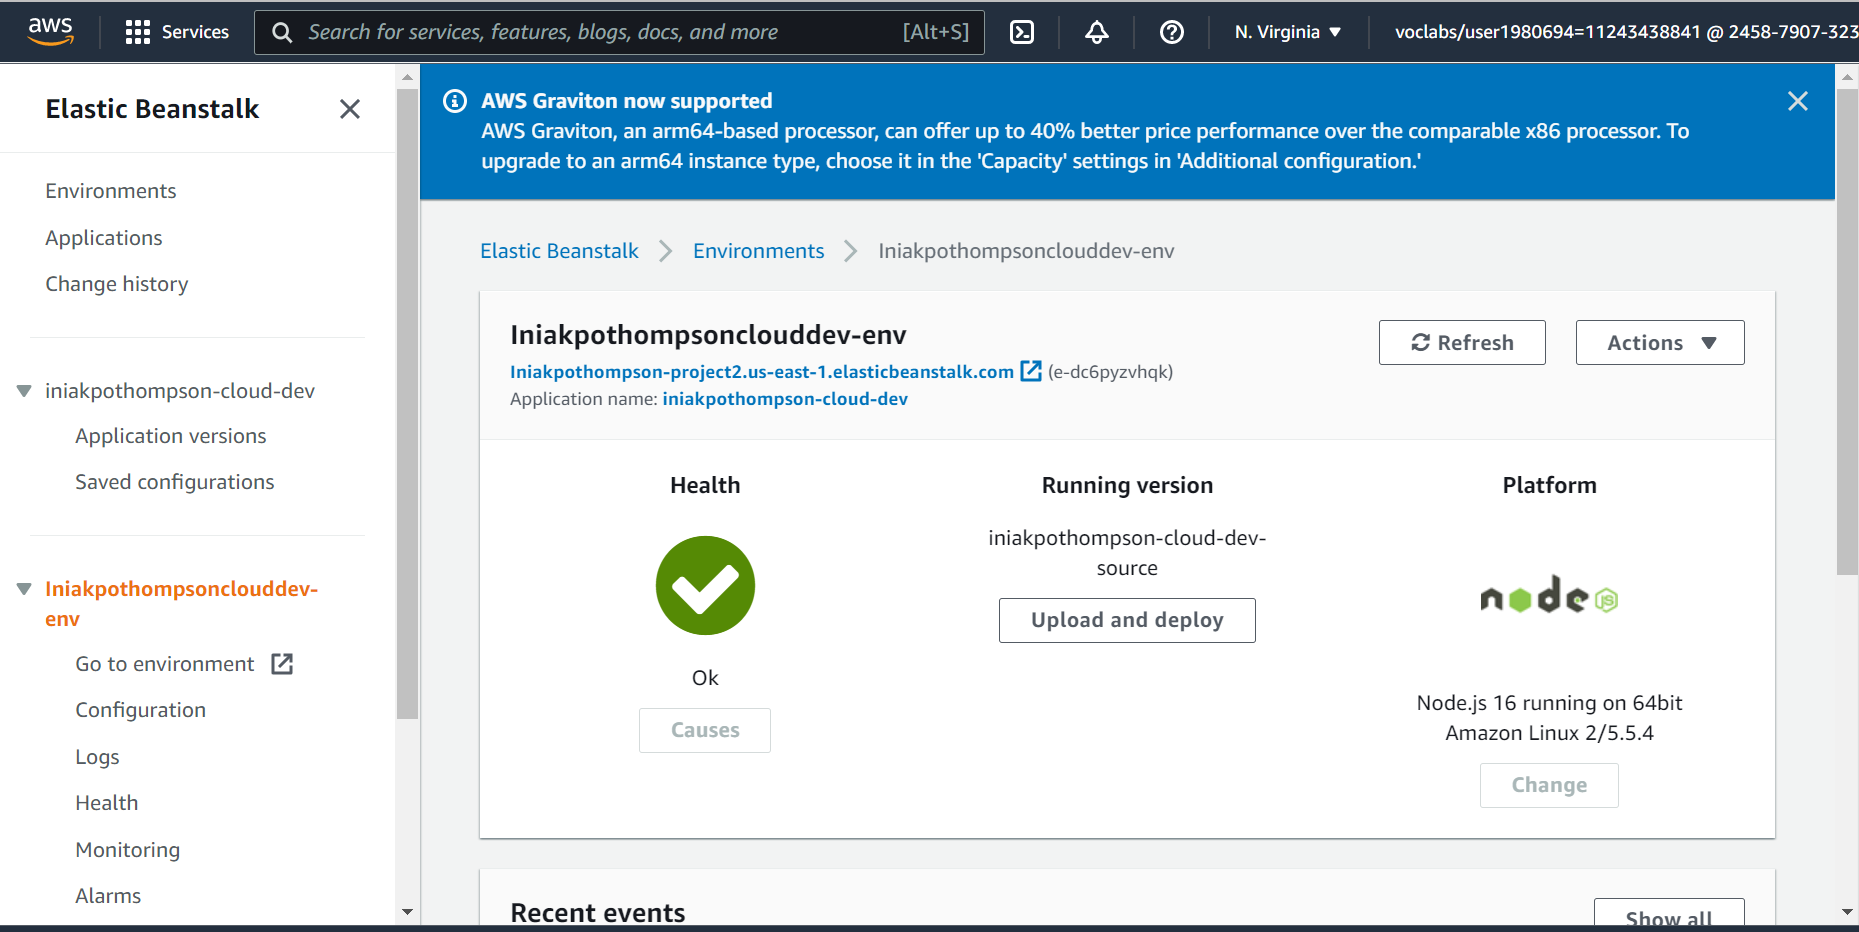 aws
Services
Search for services, features, blogs, docs, and more
[Alt+S]
N. Virginia ▼
voclabs/user1980694=11243438841 @ 2458-7907-323
Elastic Beanstalk
Environments
Applications
Change history
iniakpothompson-cloud-dev
Application versions
Saved configurations
Iniakpothompsonclouddev-
env
Go to environment
Configuration
Logs
Health
Monitoring
Alarms
AWS Graviton now supported
AWS Graviton, an arm64-based processor, can offer up to 40% better price performance over the comparable x86 processor. To
upgrade to an arm64 instance type, choose it in the 'Capacity' settings in 'Additional configuration.'
Elastic Beanstalk > Environments > Iniakpothompsonclouddev-env
Iniakpothompsonclouddev-env
Iniakpothompson-project2.us-east-1.elasticbeanstalk.com (e-dc6pyzvhqk)
Application name: iniakpothompson-cloud-dev
Refresh
Actions ▼
Health
Ok
Causes
Running version
iniakpothompson-cloud-dev-
source
Upload and deploy
Platform
node JS
Node.js 16 running on 64bit
Amazon Linux 2/5.5.4
Change
Recent events
Show all